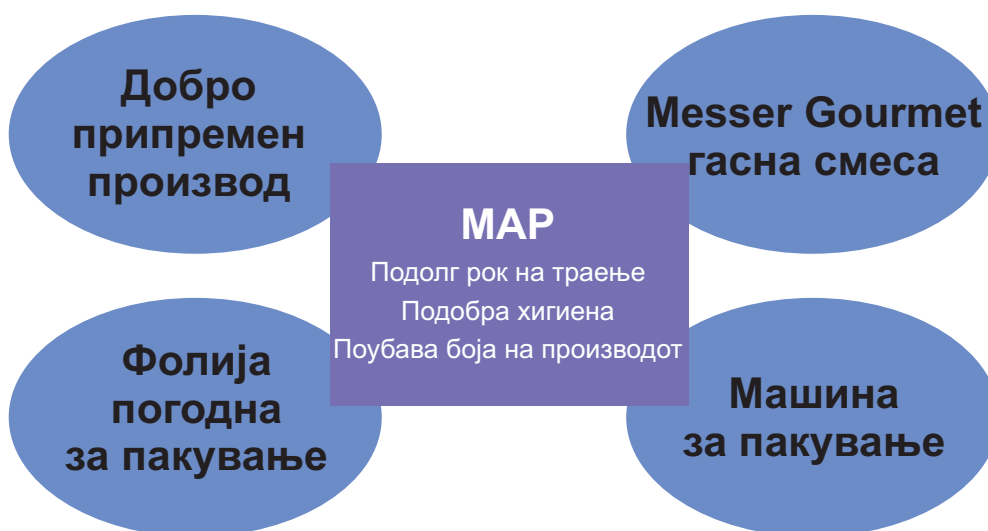 Добро
припремен
производ
Messer Gourmet
гасна смеса
MAP
Подолг рок на траење
Подобра хигиена
Поубава боја на производот
Фолија
погодна
за пакување
Машина
за пакување